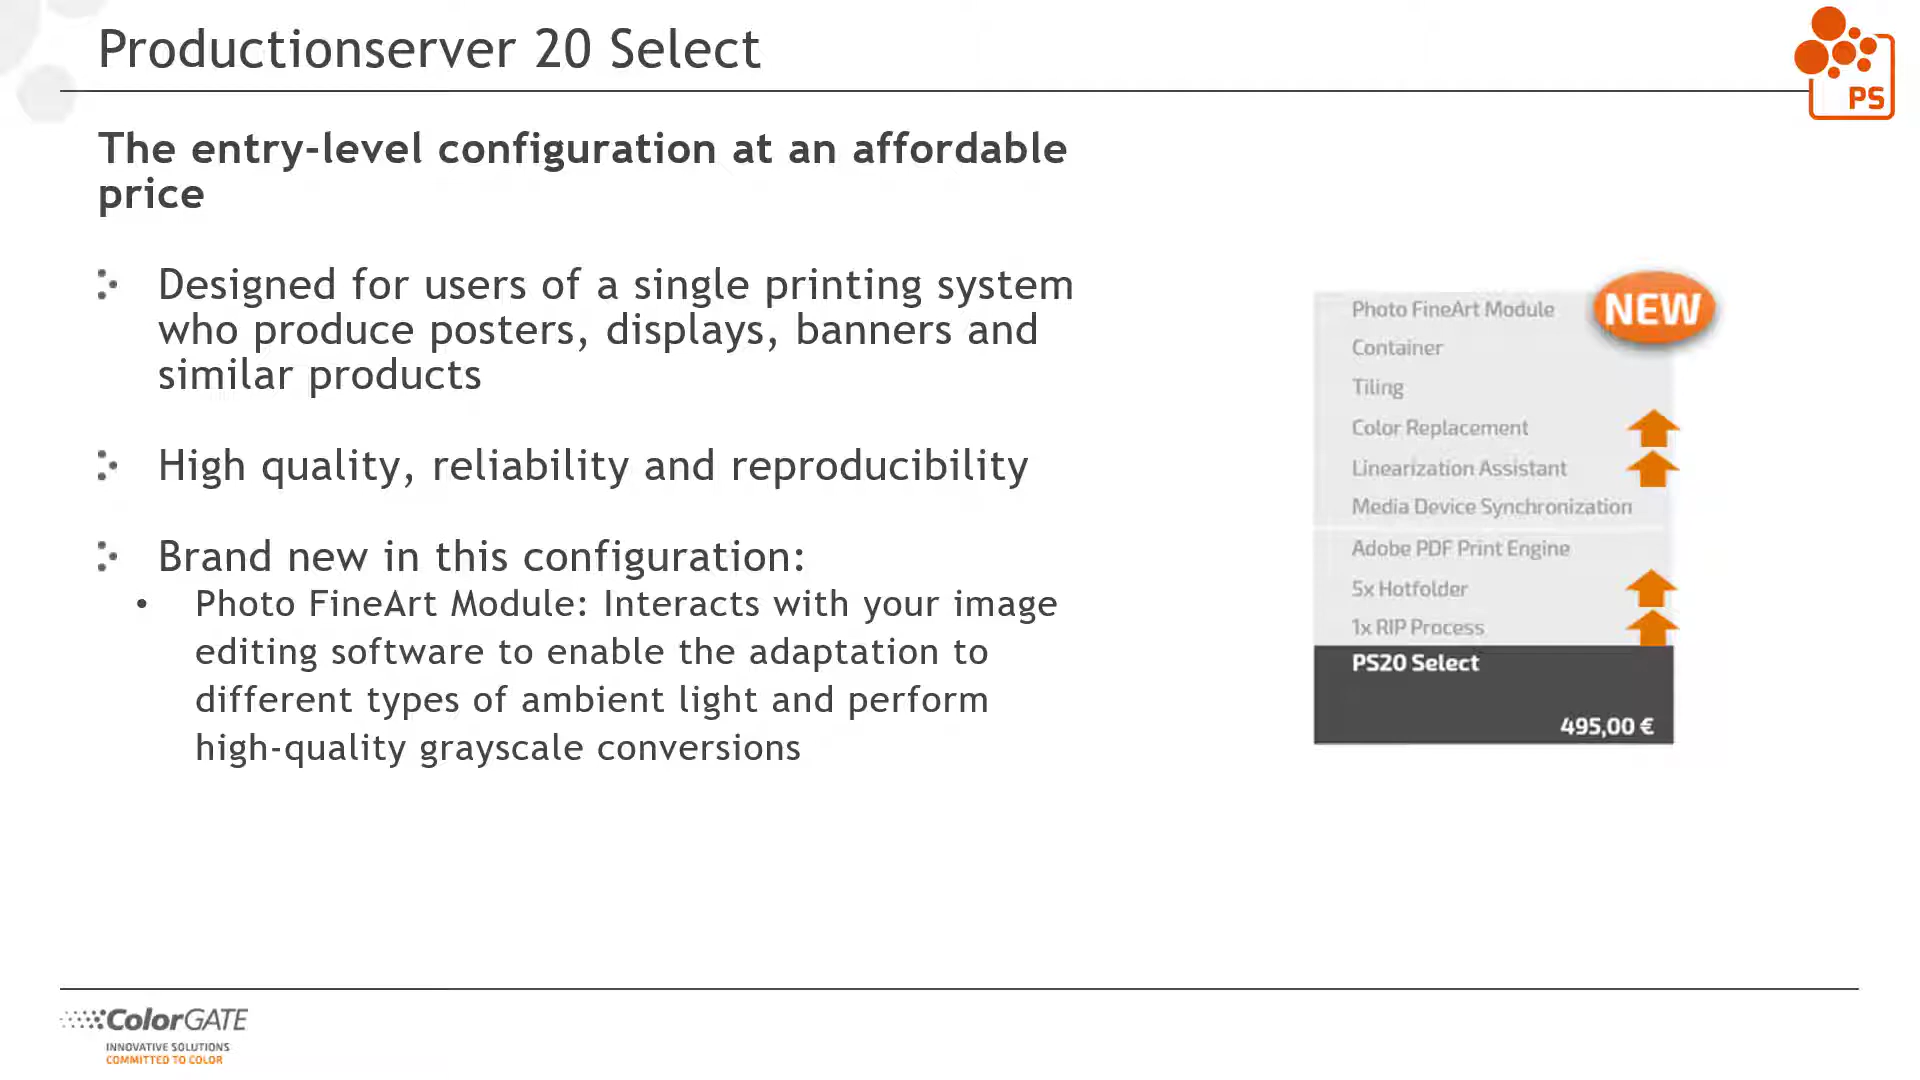 Productionserver 20 Select
PS
The entry-level configuration at an affordable
price
Designed for users of a single printing system
who produce posters, displays, banners and
similar products
High quality, reliability and reproducibility
Brand new in this configuration:
• Photo FineArt Module: Interacts with your image
editing software to enable the adaptation to
different types of ambient light and perform
high-quality grayscale conversions
Photo FineArt Module
NEW
Container
Tiling
Color Replacement
Linearization Assistant
Media Device Synchronization
Adobe PDF Print Engine
5x Hotfolder
1x RIP Process
PS20 Select
495,00 €
ColorGATE
INNOVATIVE SOLUTIONS
COMMITTED TO COLOR